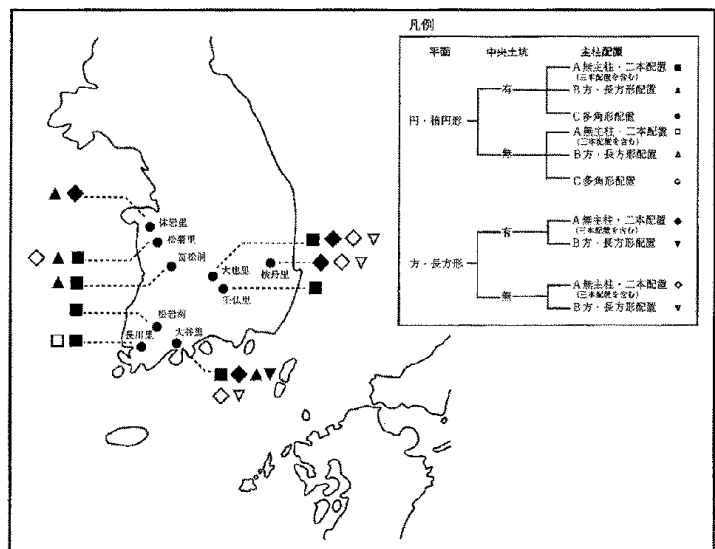 凡例
平面 中央土坑 主柱配置
A無主柱・二本配置 ■
(三本配置を含む)
有 B方・長方形配置 ▲
C多角形配置 ●
円・楕円形
A無主柱・二本配置 □
(三本配置を含む)
無 B方・長方形配置 △
C多角形配置 ○
A無主柱・二本配置 ◆
(三本配置を含む)
有 B方・長方形配置 ▼
方・長方形
A無主柱・二本配置 ◇
(三本配置を含む)
無 B方・長方形配置 ▽
休岩里
松菊里
大也里
検丹里
壬仏里
長川里
大谷里